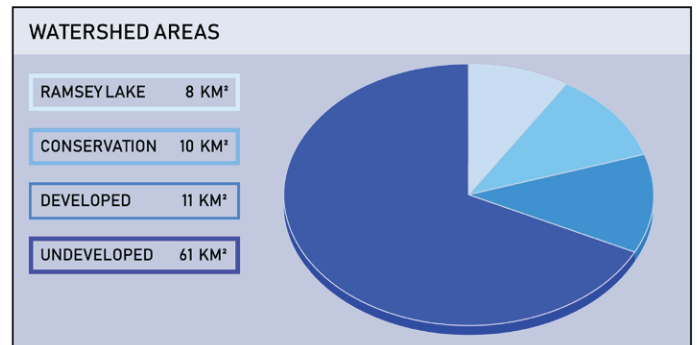 WATERSHED AREAS
RAMSEY LAKE 8 KM²
CONSERVATION 10 KM²
DEVELOPED 11 KM²
UNDEVELOPED 61 KM²